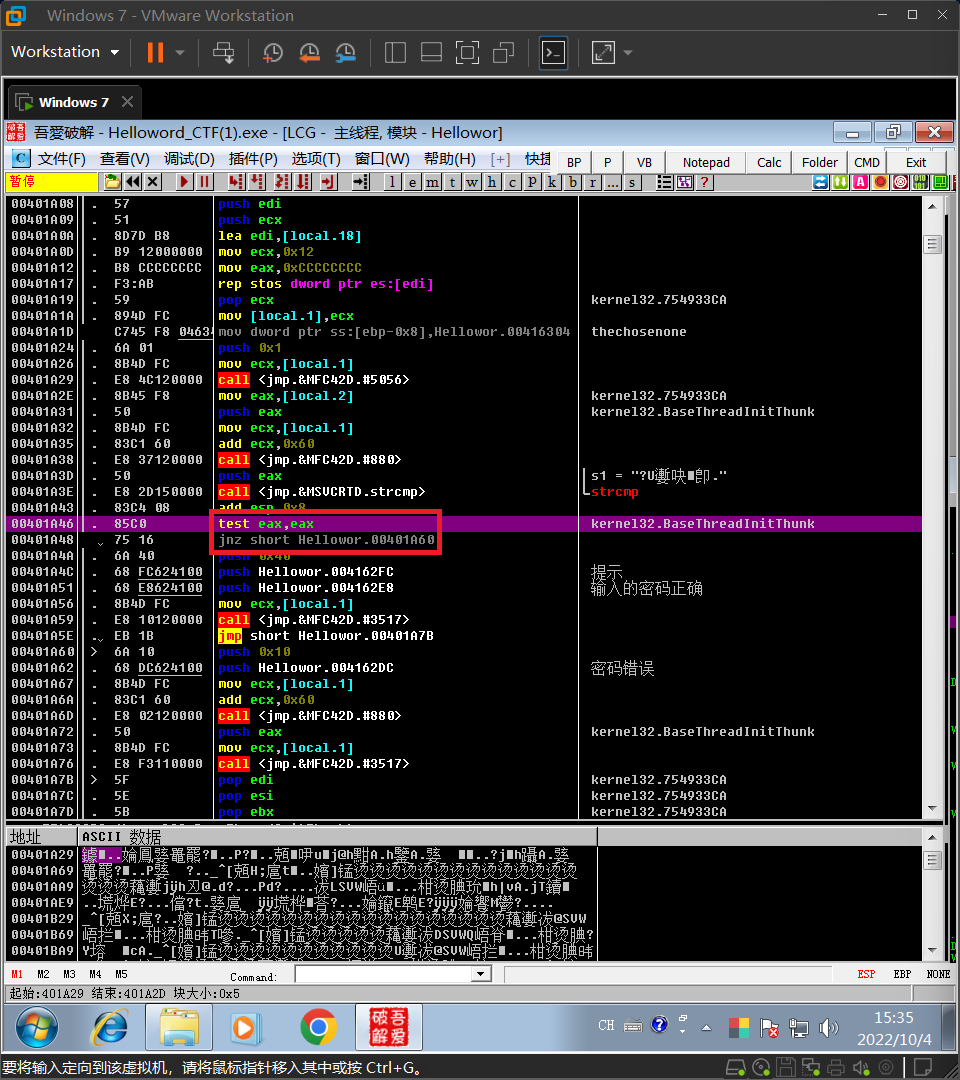 Windows 7 - VMware Workstation
Workstation
Windows 7
吾愛破解 - Helloword_CTF(1).exe - [LCG - 主线程, 模块 - Hellowor]
C 文件(F) 查看(V) 调试(D) 插件(P) 选项(T) 窗口(W) 帮助(H) [+] 快捷 BP P VB Notepad Calc Folder CMD Exit
暂停 l e m t w h c p k b r ... s ?
00401A08 . 57 push edi
00401A09 . 51 push ecx
00401A0A . 8D7D B8 lea edi,[local.18]
00401A0D . B9 12000000 mov ecx,0x12
00401A12 . B8 CCCCCCCC mov eax,0xCCCCCCCC
00401A17 . F3:AB rep stos dword ptr es:[edi]
00401A19 . 59 pop ecx kernel32.754933CA
00401A1A . 894D FC mov [local.1],ecx
00401A1D C745 F8 0463 mov dword ptr ss:[ebp-0x8],Hellowor.00416304 thechosenone
00401A24 . 6A 01 push 0x1
00401A26 . 8B4D FC mov ecx,[local.1]
00401A29 . E8 4C120000 call <jmp.&MFC42D.#5056>
00401A2E . 8B45 F8 mov eax,[local.2] kernel32.754933CA
00401A31 . 50 push eax kernel32.BaseThreadInitThunk
00401A32 . 8B4D FC mov ecx,[local.1]
00401A35 . 83C1 60 add ecx,0x60
00401A38 . E8 37120000 call <jmp.&MFC42D.#880>
00401A3D . 50 push eax s1 =
00401A3E . E8 2D150000 call <jmp.&MSVCRTD.strcmp> strcmp
00401A43 . 83C4 08 add esp,0x8
00401A46 . 85C0 test eax,eax kernel32.BaseThreadInitThunk
00401A48 . 75 16 jnz short Hellowor.00401A60
00401A4A . 6A 40 push 0x40
00401A4C . 68 FC624100 push Hellowor.004162FC 提示
00401A51 . 68 E8624100 push Hellowor.004162E8 输入的密码正确
00401A56 . 8B4D FC mov ecx,[local.1]
00401A59 . E8 10120000 call <jmp.&MFC42D.#3517>
00401A5E . EB 1B jmp short Hellowor.00401A7B
00401A60 > 6A 10 push 0x10
00401A62 . 68 DC624100 push Hellowor.004162DC 密码错误
00401A67 . 8B4D FC mov ecx,[local.1]
00401A6A . 83C1 60 add ecx,0x60
00401A6D . E8 02120000 call <jmp.&MFC42D.#880>
00401A72 . 50 push eax kernel32.BaseThreadInitThunk
00401A73 . 8B4D FC mov ecx,[local.1]
00401A76 . E8 F3110000 call <jmp.&MFC42D.#3517>
00401A7B > 5F pop edi kernel32.754933CA
00401A7C . 5E pop esi kernel32.754933CA
00401A7D . 5B pop ebx kernel32.754933CA
地址 ASCII 数据
00401A29
00401A69
00401AA9
00401AE9
00401B29
00401B69
00401BA9
M1 M2 M3 M4 M5 Command: ESP EBP NONE
起始:401A29 结束:401A2D 块大小:0x5
吾愛破解
CH
15:35
2022/10/4
要将输入定向到该虚拟机，请将鼠标指针移入其中或按 Ctrl+G。